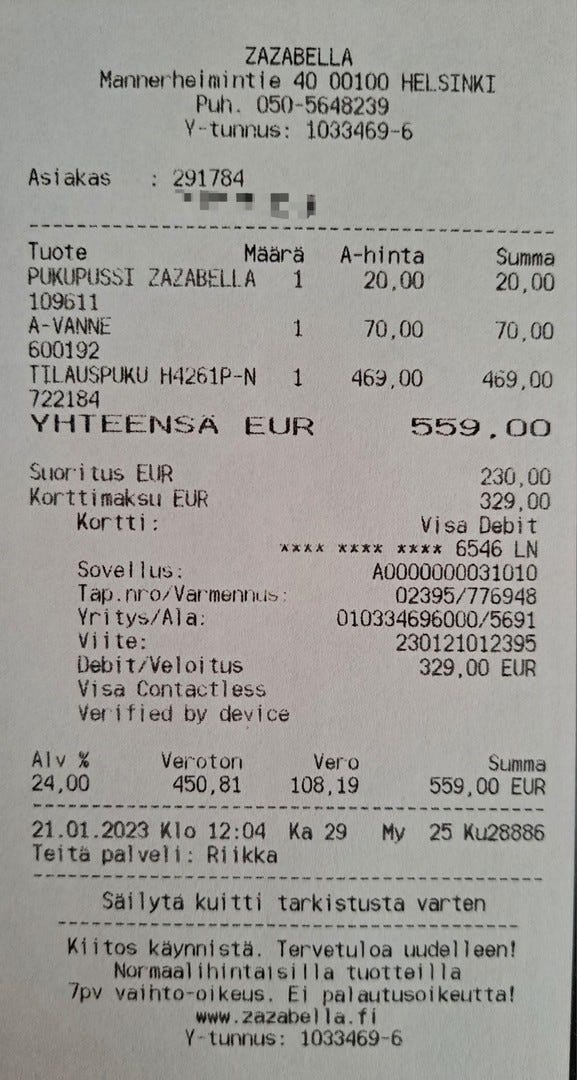 ZAZABELLA
Mannerheimintie 40 00100 HELSINKI
Puh. 050-5648239
Y-tunnus: 1033469-6
Asiakas : 291784
Tuote Määrä A-hinta Summa
PUKUPUSSI ZAZABELLA 1 20,00 20,00
109611
A-VANNE 1 70,00 70,00
600192
TILAUSPUKU H4261P-N 1 469,00 469,00
722184
YHTEENSÄ EUR 559,00
Suoritus EUR 230,00
Korttimaksu EUR 329,00
Kortti: Visa Debit
**** **** **** 6546 LN
Sovellus: A0000000031010
Tap.nro/Varmennus: 02395/776948
Yritys/Ala: 010334696000/5691
Viite: 230121012395
Debit/Veloitus 329,00 EUR
Visa Contactless
Verified by device
Alv % Veroton Vero Summa
24,00 450,81 108,19 559,00 EUR
21.01.2023 Klo 12:04 Ka 29 My 25 Ku28886
Teitä palveli: Riikka
Säilytä kuitti tarkistusta varten
Kiitos käynnistä. Tervetuloa uudelleen!
Normaalihintaisilla tuotteilla
7pv vaihto-oikeus. Ei palautusoikeutta!
www.zazabella.fi
Y-tunnus: 1033469-6